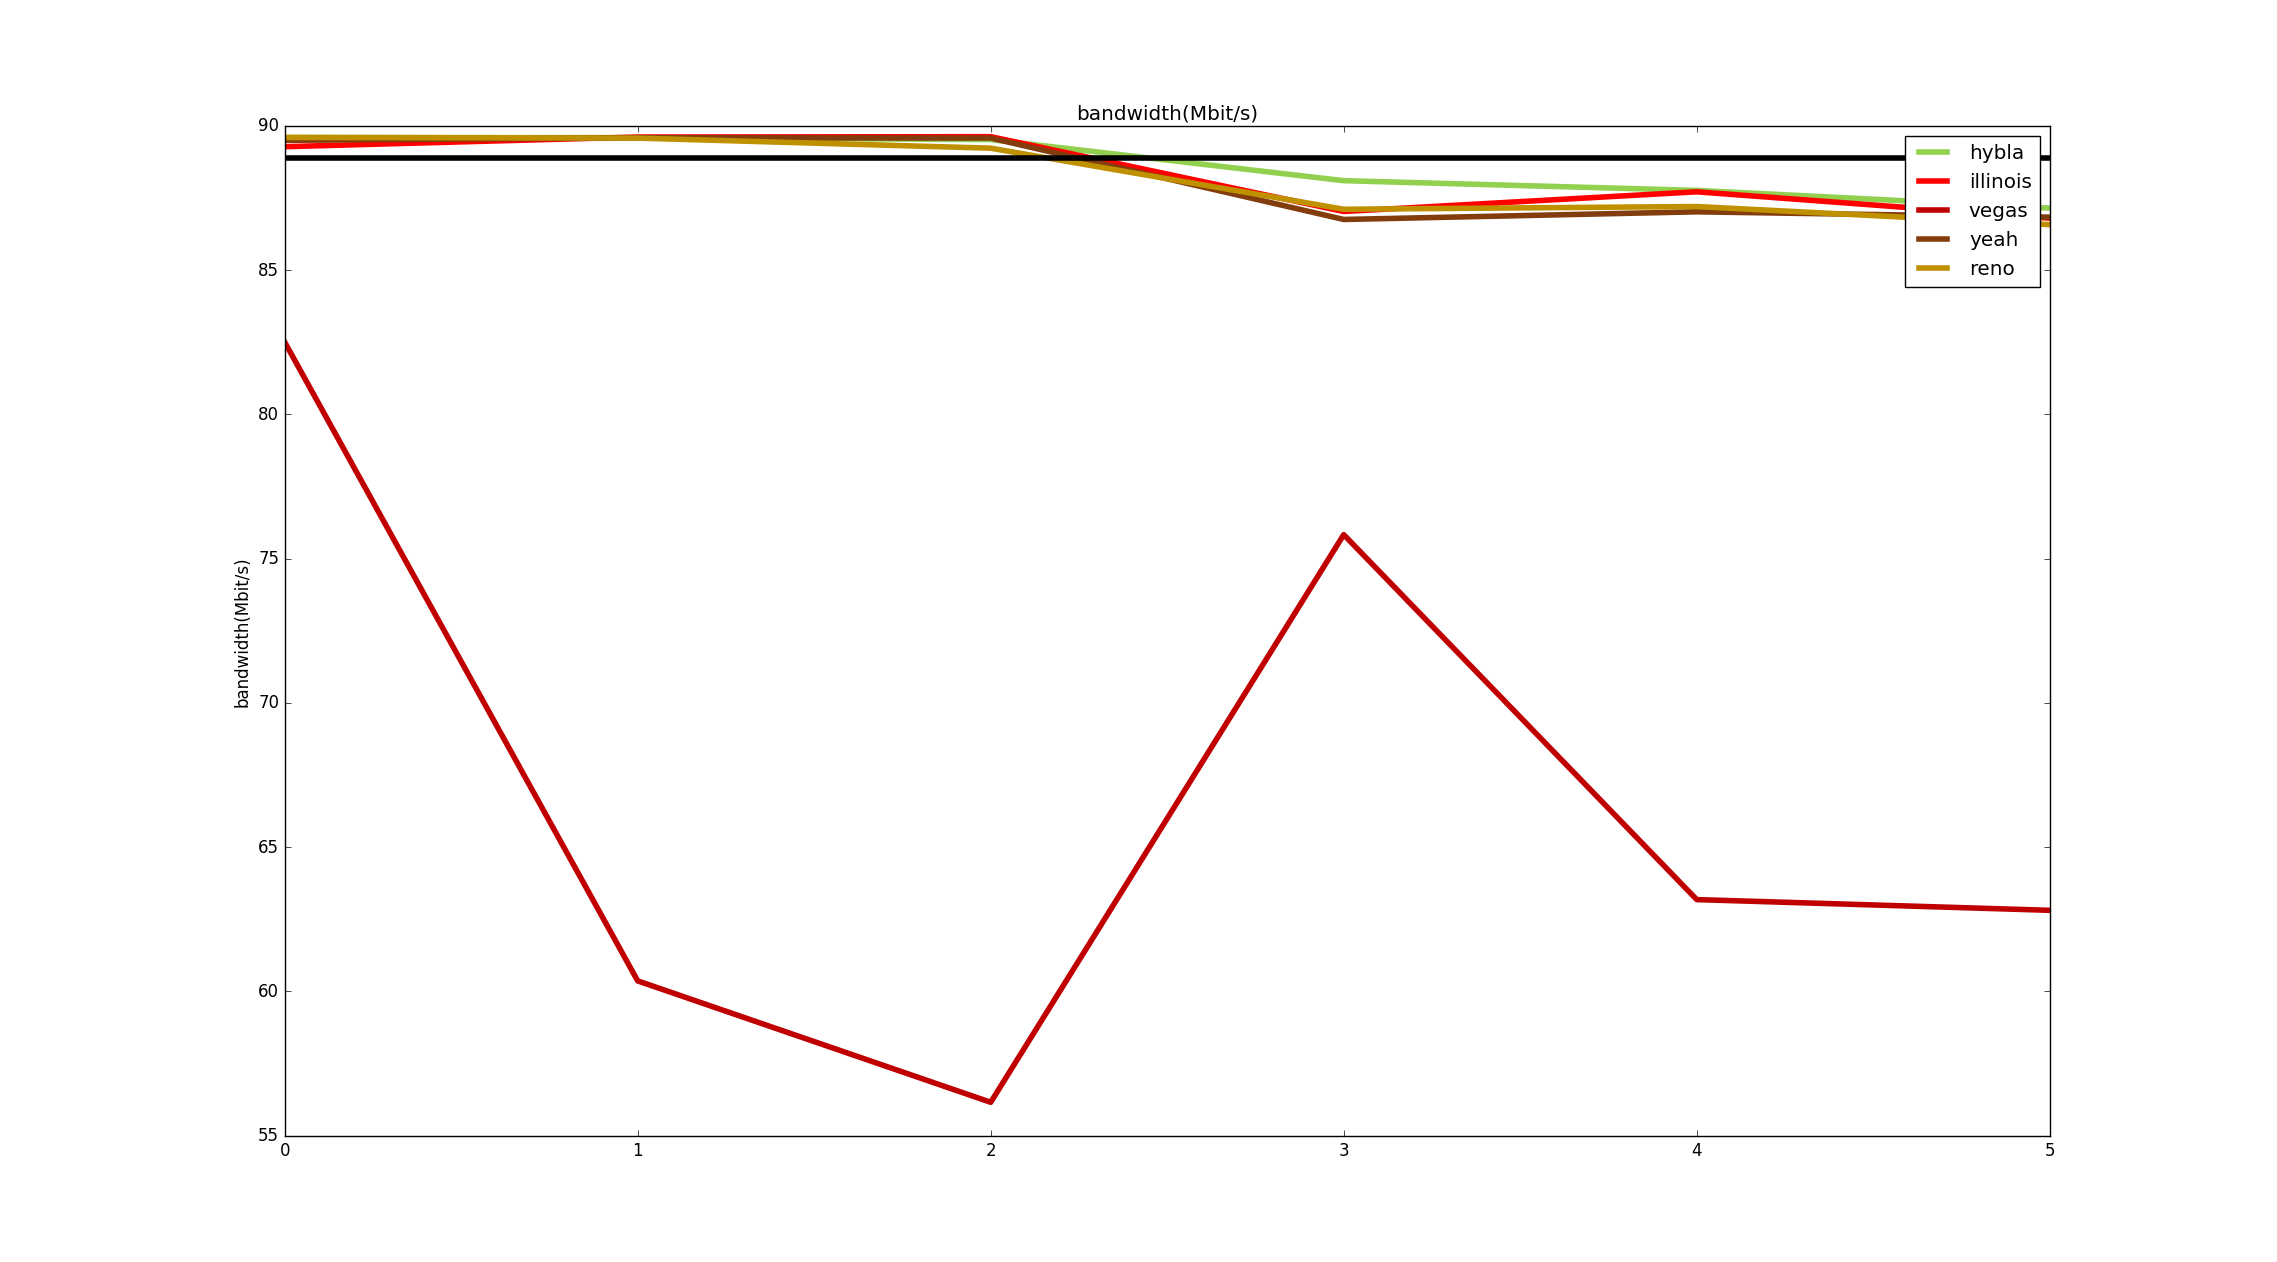 bandwidth(Mbit/s)
90
85
80
75
70
65
60
55
bandwidth(Mbit/s)
0 1 2 3 4 5
hybla
illinois
vegas
yeah
reno